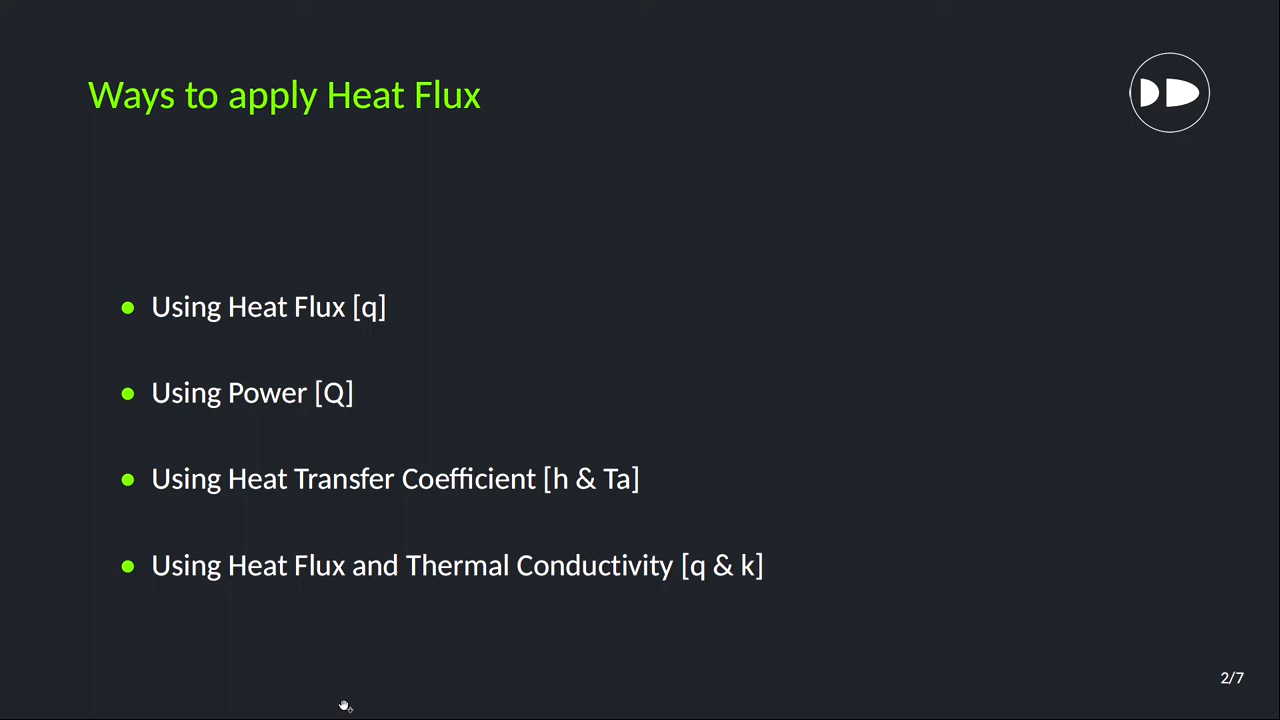 Ways to apply Heat Flux
Using Heat Flux [q]
Using Power [Q]
Using Heat Transfer Coefficient [h & Ta]
Using Heat Flux and Thermal Conductivity [q & k]
2/7